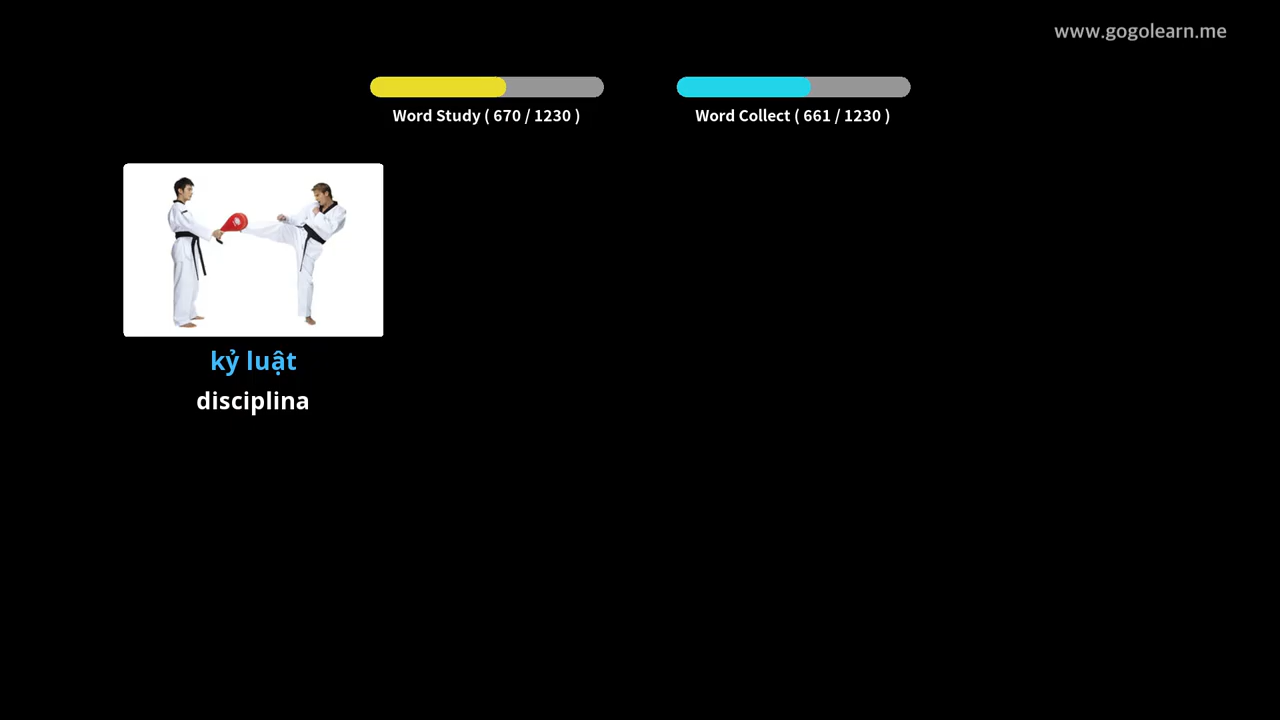 www.gogolearn.me
Word Study ( 670 / 1230 )
Word Collect ( 661 / 1230 )
kỷ luật
disciplina